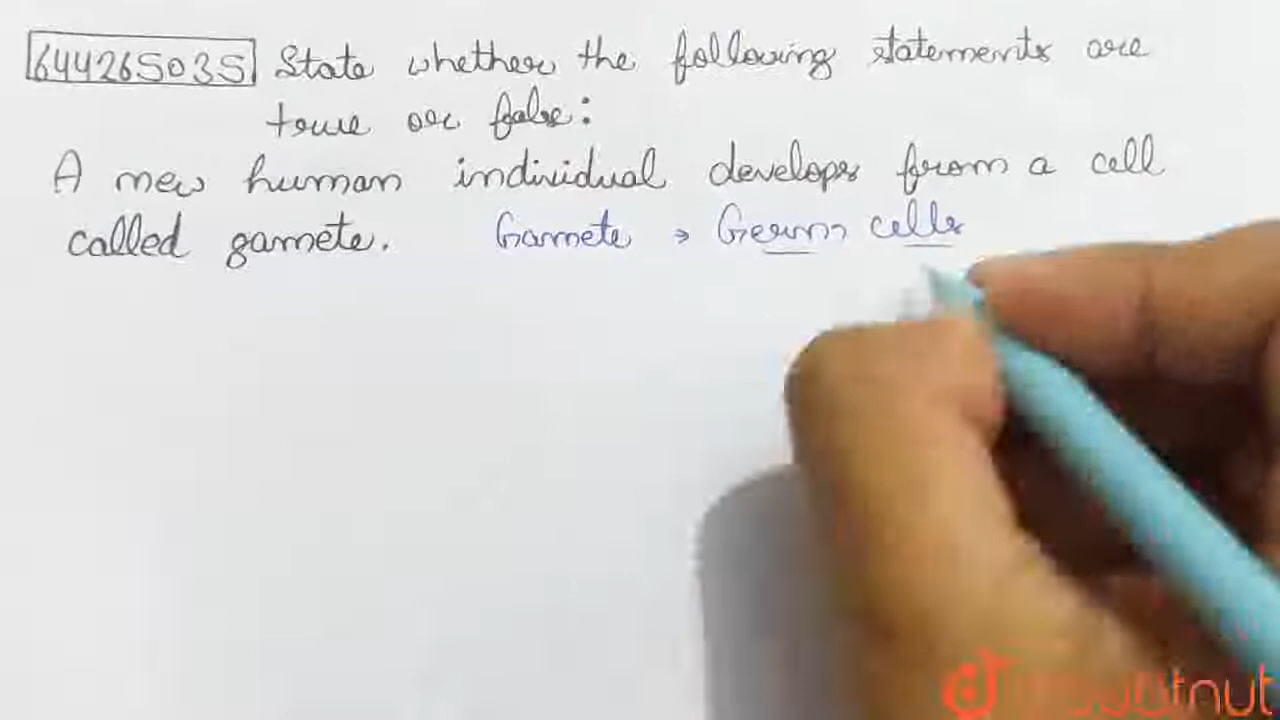 644265035 State whether the following statements are
true or false:
A new human individual develops from a cell
called gamete. Gamete → Germ cells